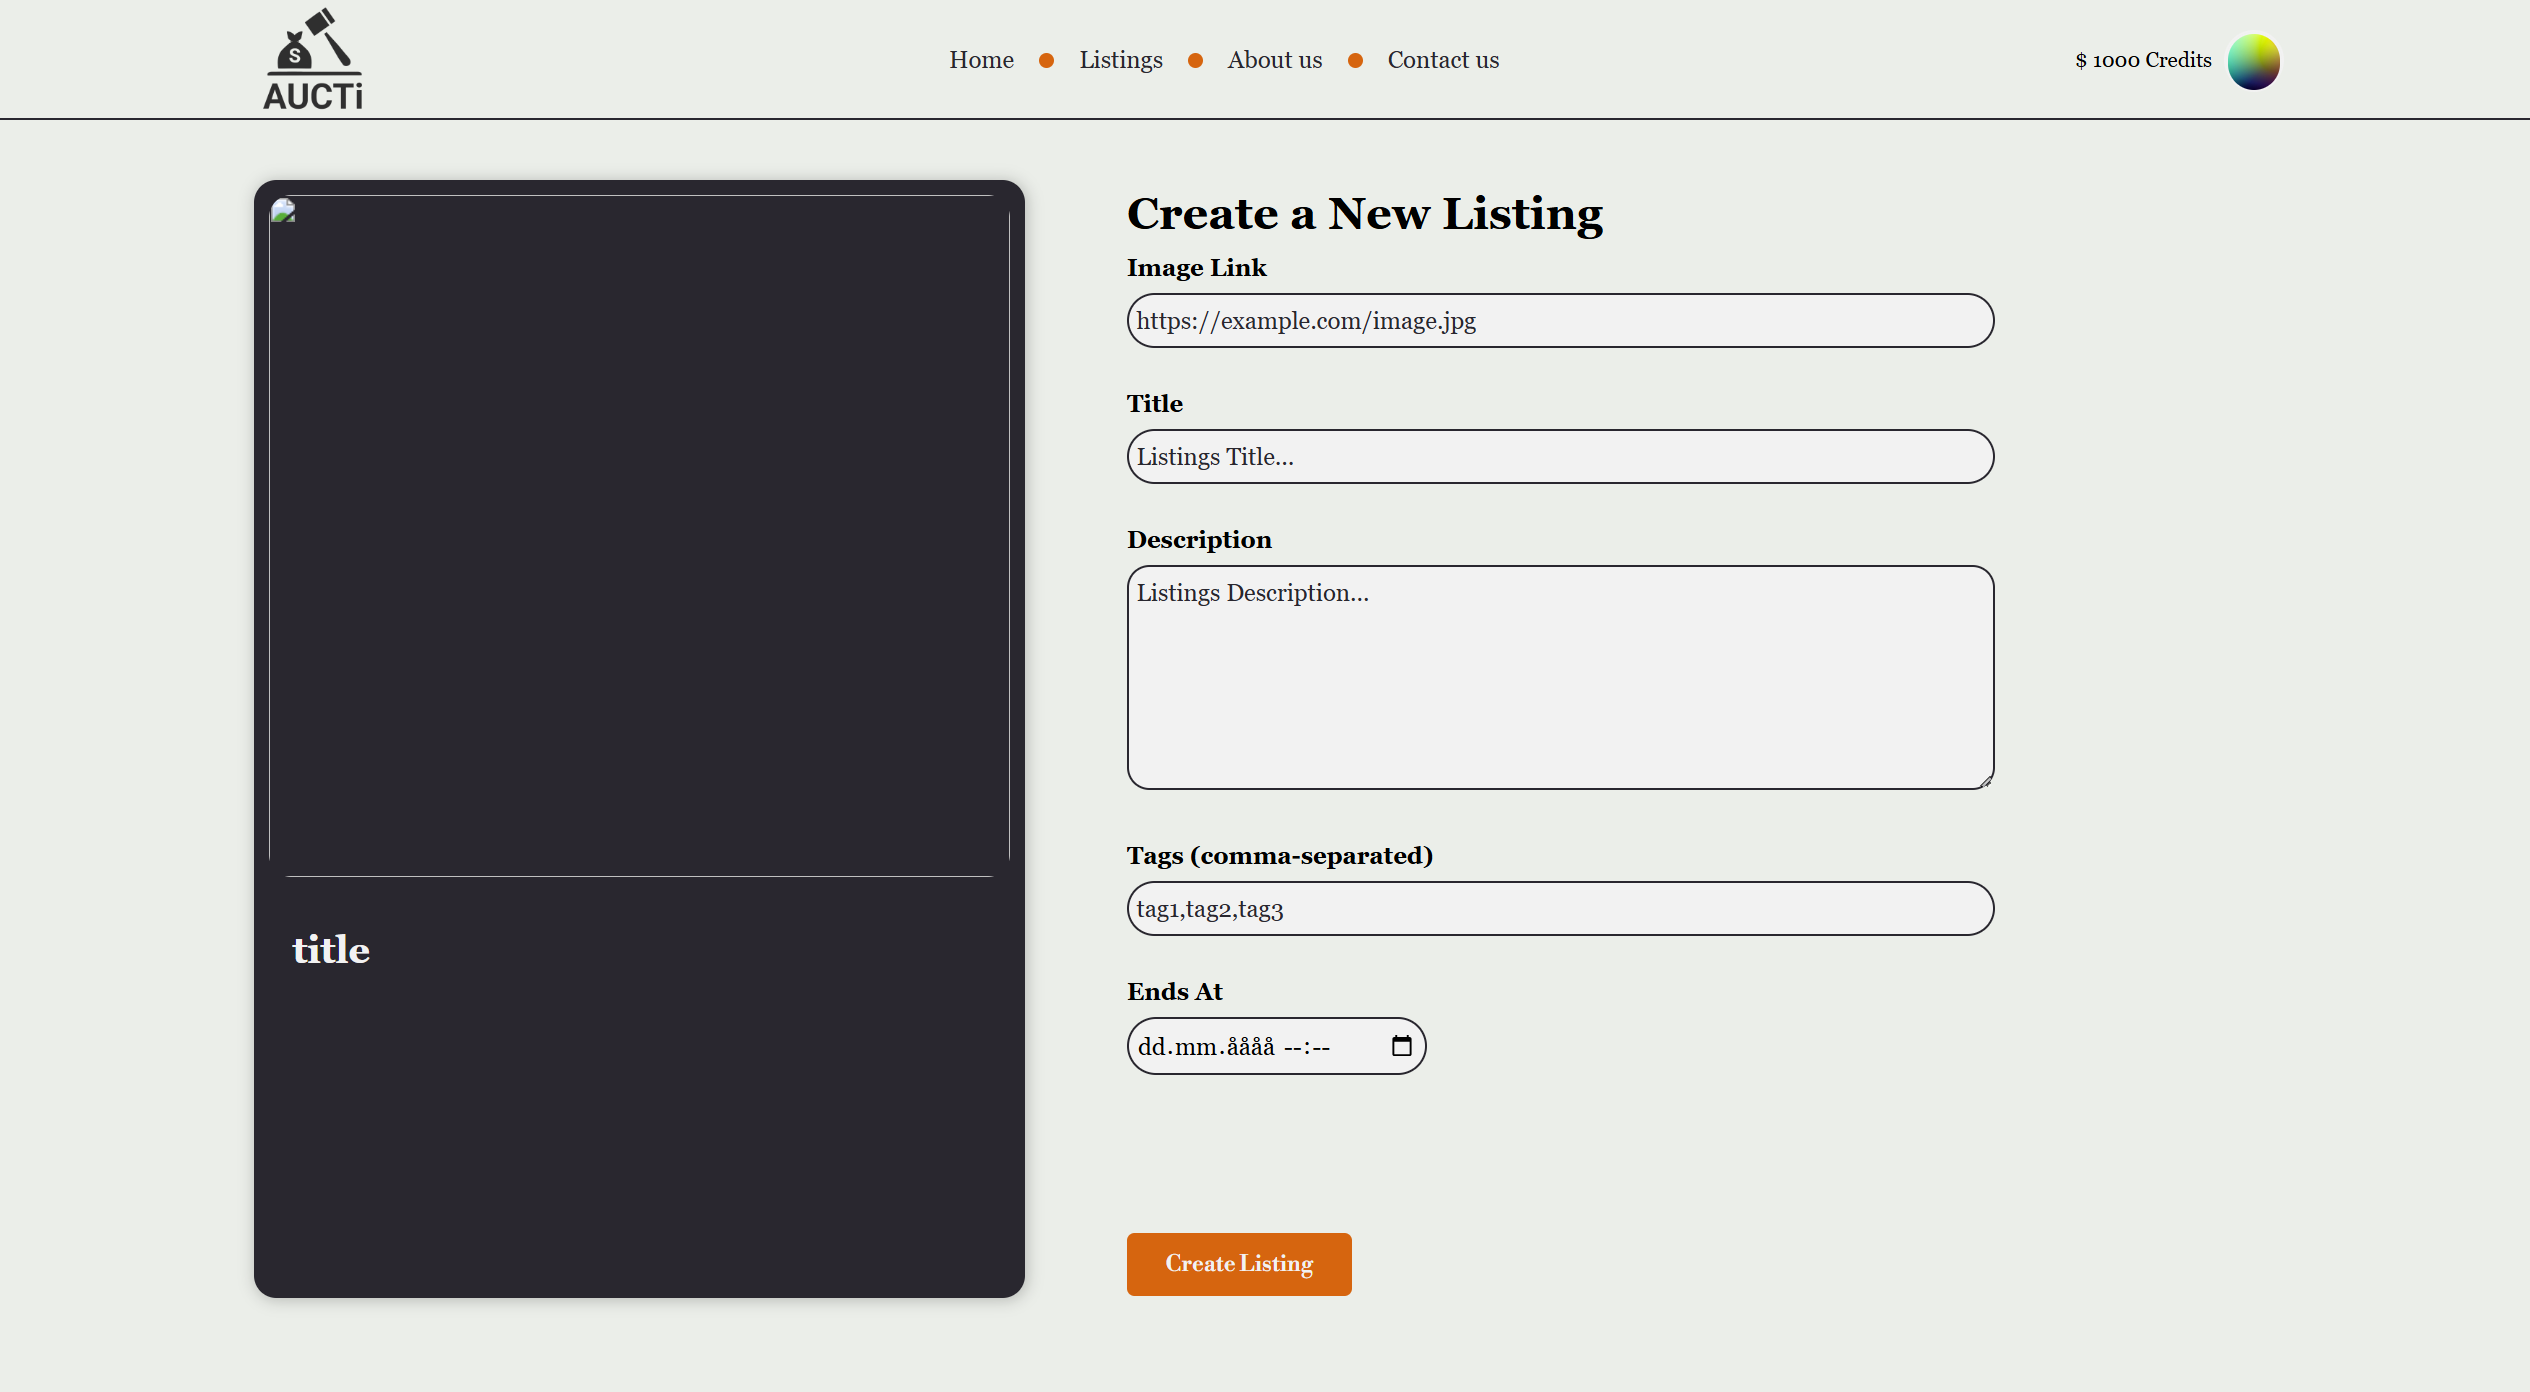 AUCTi
Home
Listings
About us
Contact us
$ 1000 Credits
title
Create a New Listing
Image Link
https://example.com/image.jpg
Title
Listings Title...
Description
Listings Description...
Tags (comma-separated)
tag1,tag2,tag3
Ends At
dd.mm.åååå --:--
Create Listing